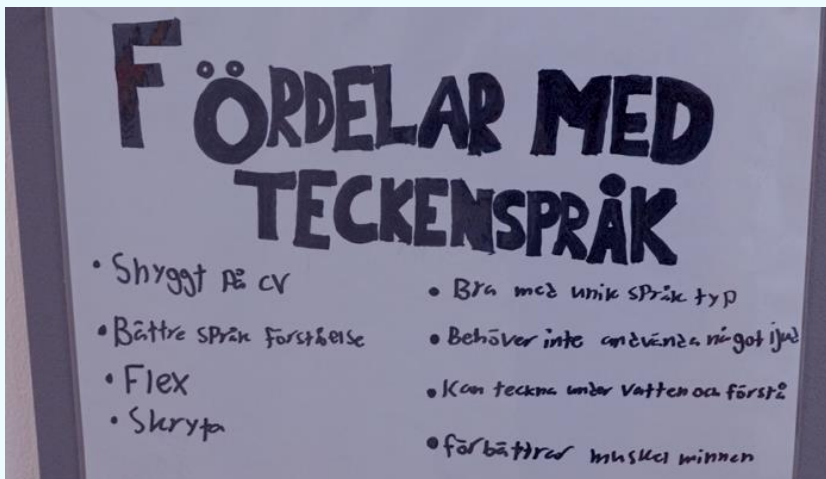 FÖRDELAR MED
TECKENSPRÅK
• Snyggt på CV
• Bättre språk förståelse
• Flex
• Skryta
• Bra med unik språk typ
• Behöver inte använda något ljud
• Kan teckna under vatten och förstå
• förbättrar muskel minnen